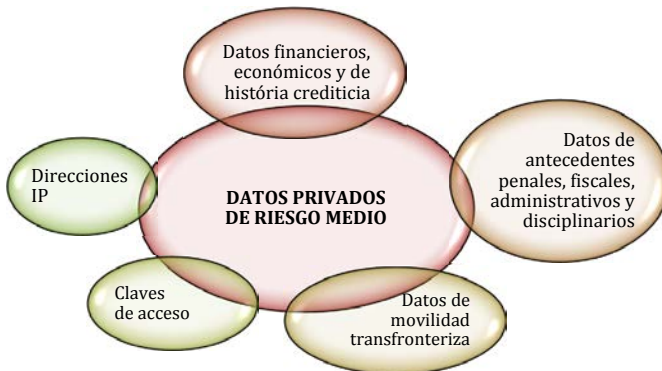 Datos financieros,
económicos y de
história crediticia
Datos de
antecedentes
penales, fiscales,
administrativos y
disciplinarios
Direcciones
IP
DATOS PRIVADOS
DE RIESGO MEDIO
Claves
de acceso
Datos de
movilidad
transfronteriza